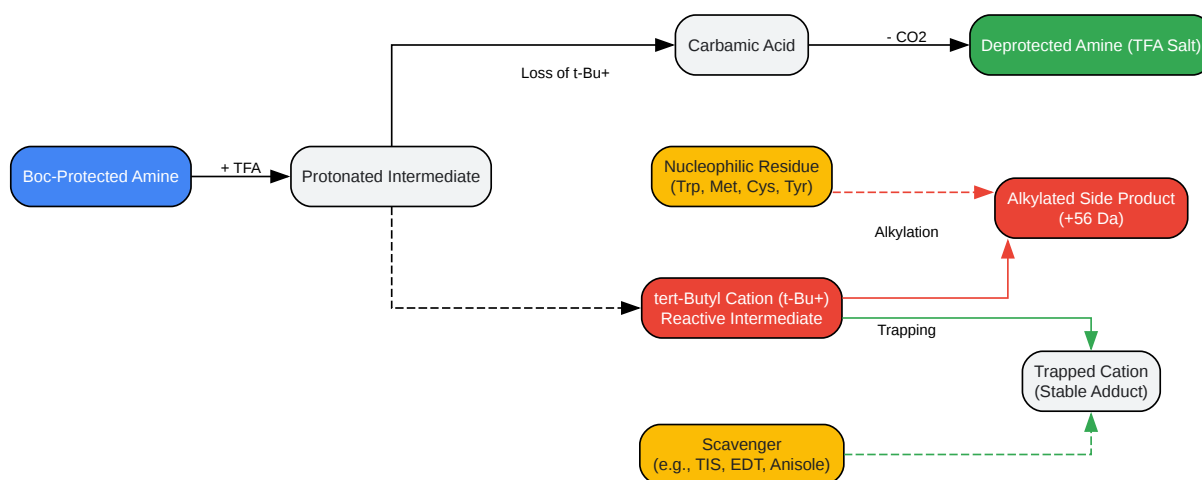 Carbamic Acid
- CO2
Deprotected Amine (TFA Salt)
Loss of t-Bu+
Boc-Protected Amine
+ TFA
Protonated Intermediate
Nucleophilic Residue
(Trp, Met, Cys, Tyr)
Alkylated Side Product
(+56 Da)
Alkylation
tert-Butyl Cation (t-Bu+)
Reactive Intermediate
Trapping
Trapped Cation
(Stable Adduct)
Scavenger
(e.g., TIS, EDT, Anisole)